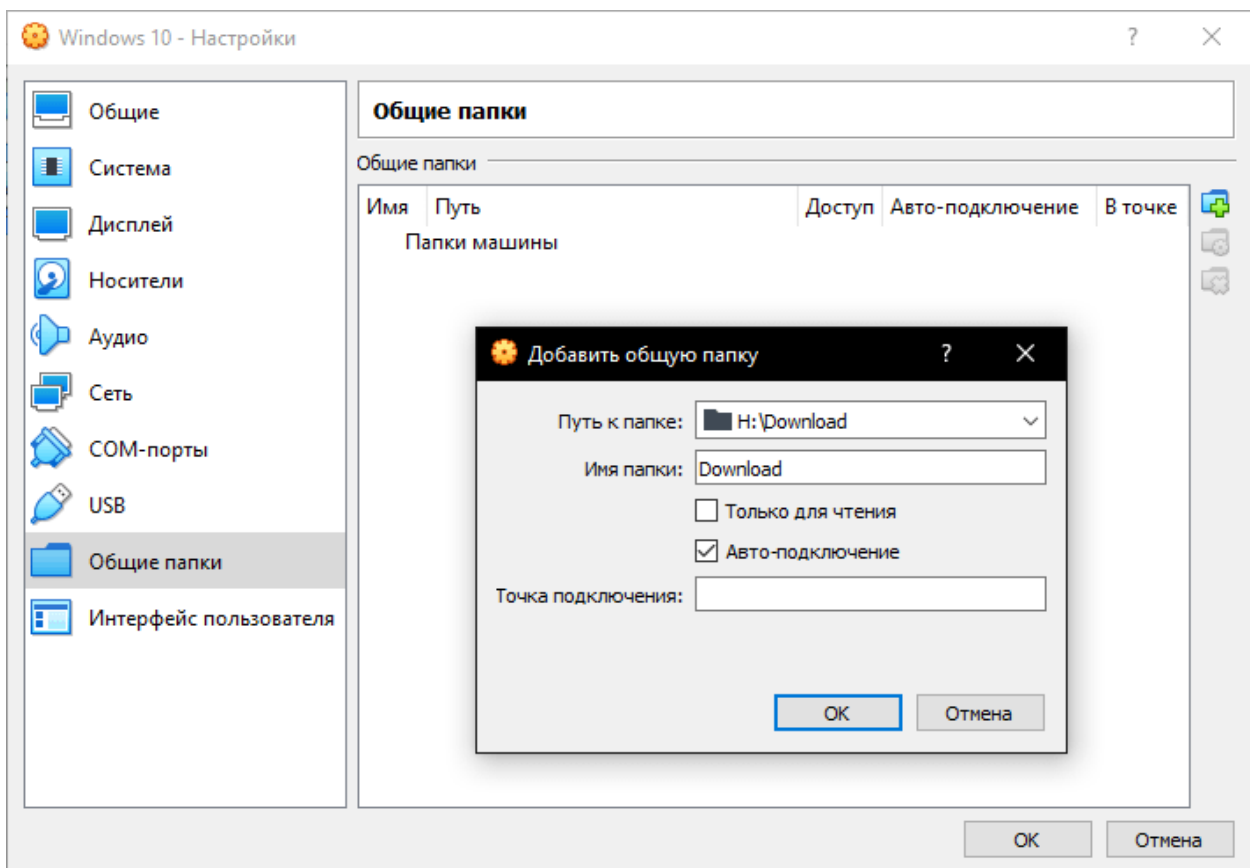 Windows 10 - Настройки
?
Общие
Система
Дисплей
Носители
Аудио
Сеть
COM-порты
USB
Общие папки
Интерфейс пользователя
Общие папки
Общие папки
Имя Путь Доступ Авто-подключение В точке
Папки машины
Добавить общую папку ?
Путь к папке: H:\Download
Имя папки: Download
Только для чтения
Авто-подключение
Точка подключения:
OK Отмена
OK Отмена